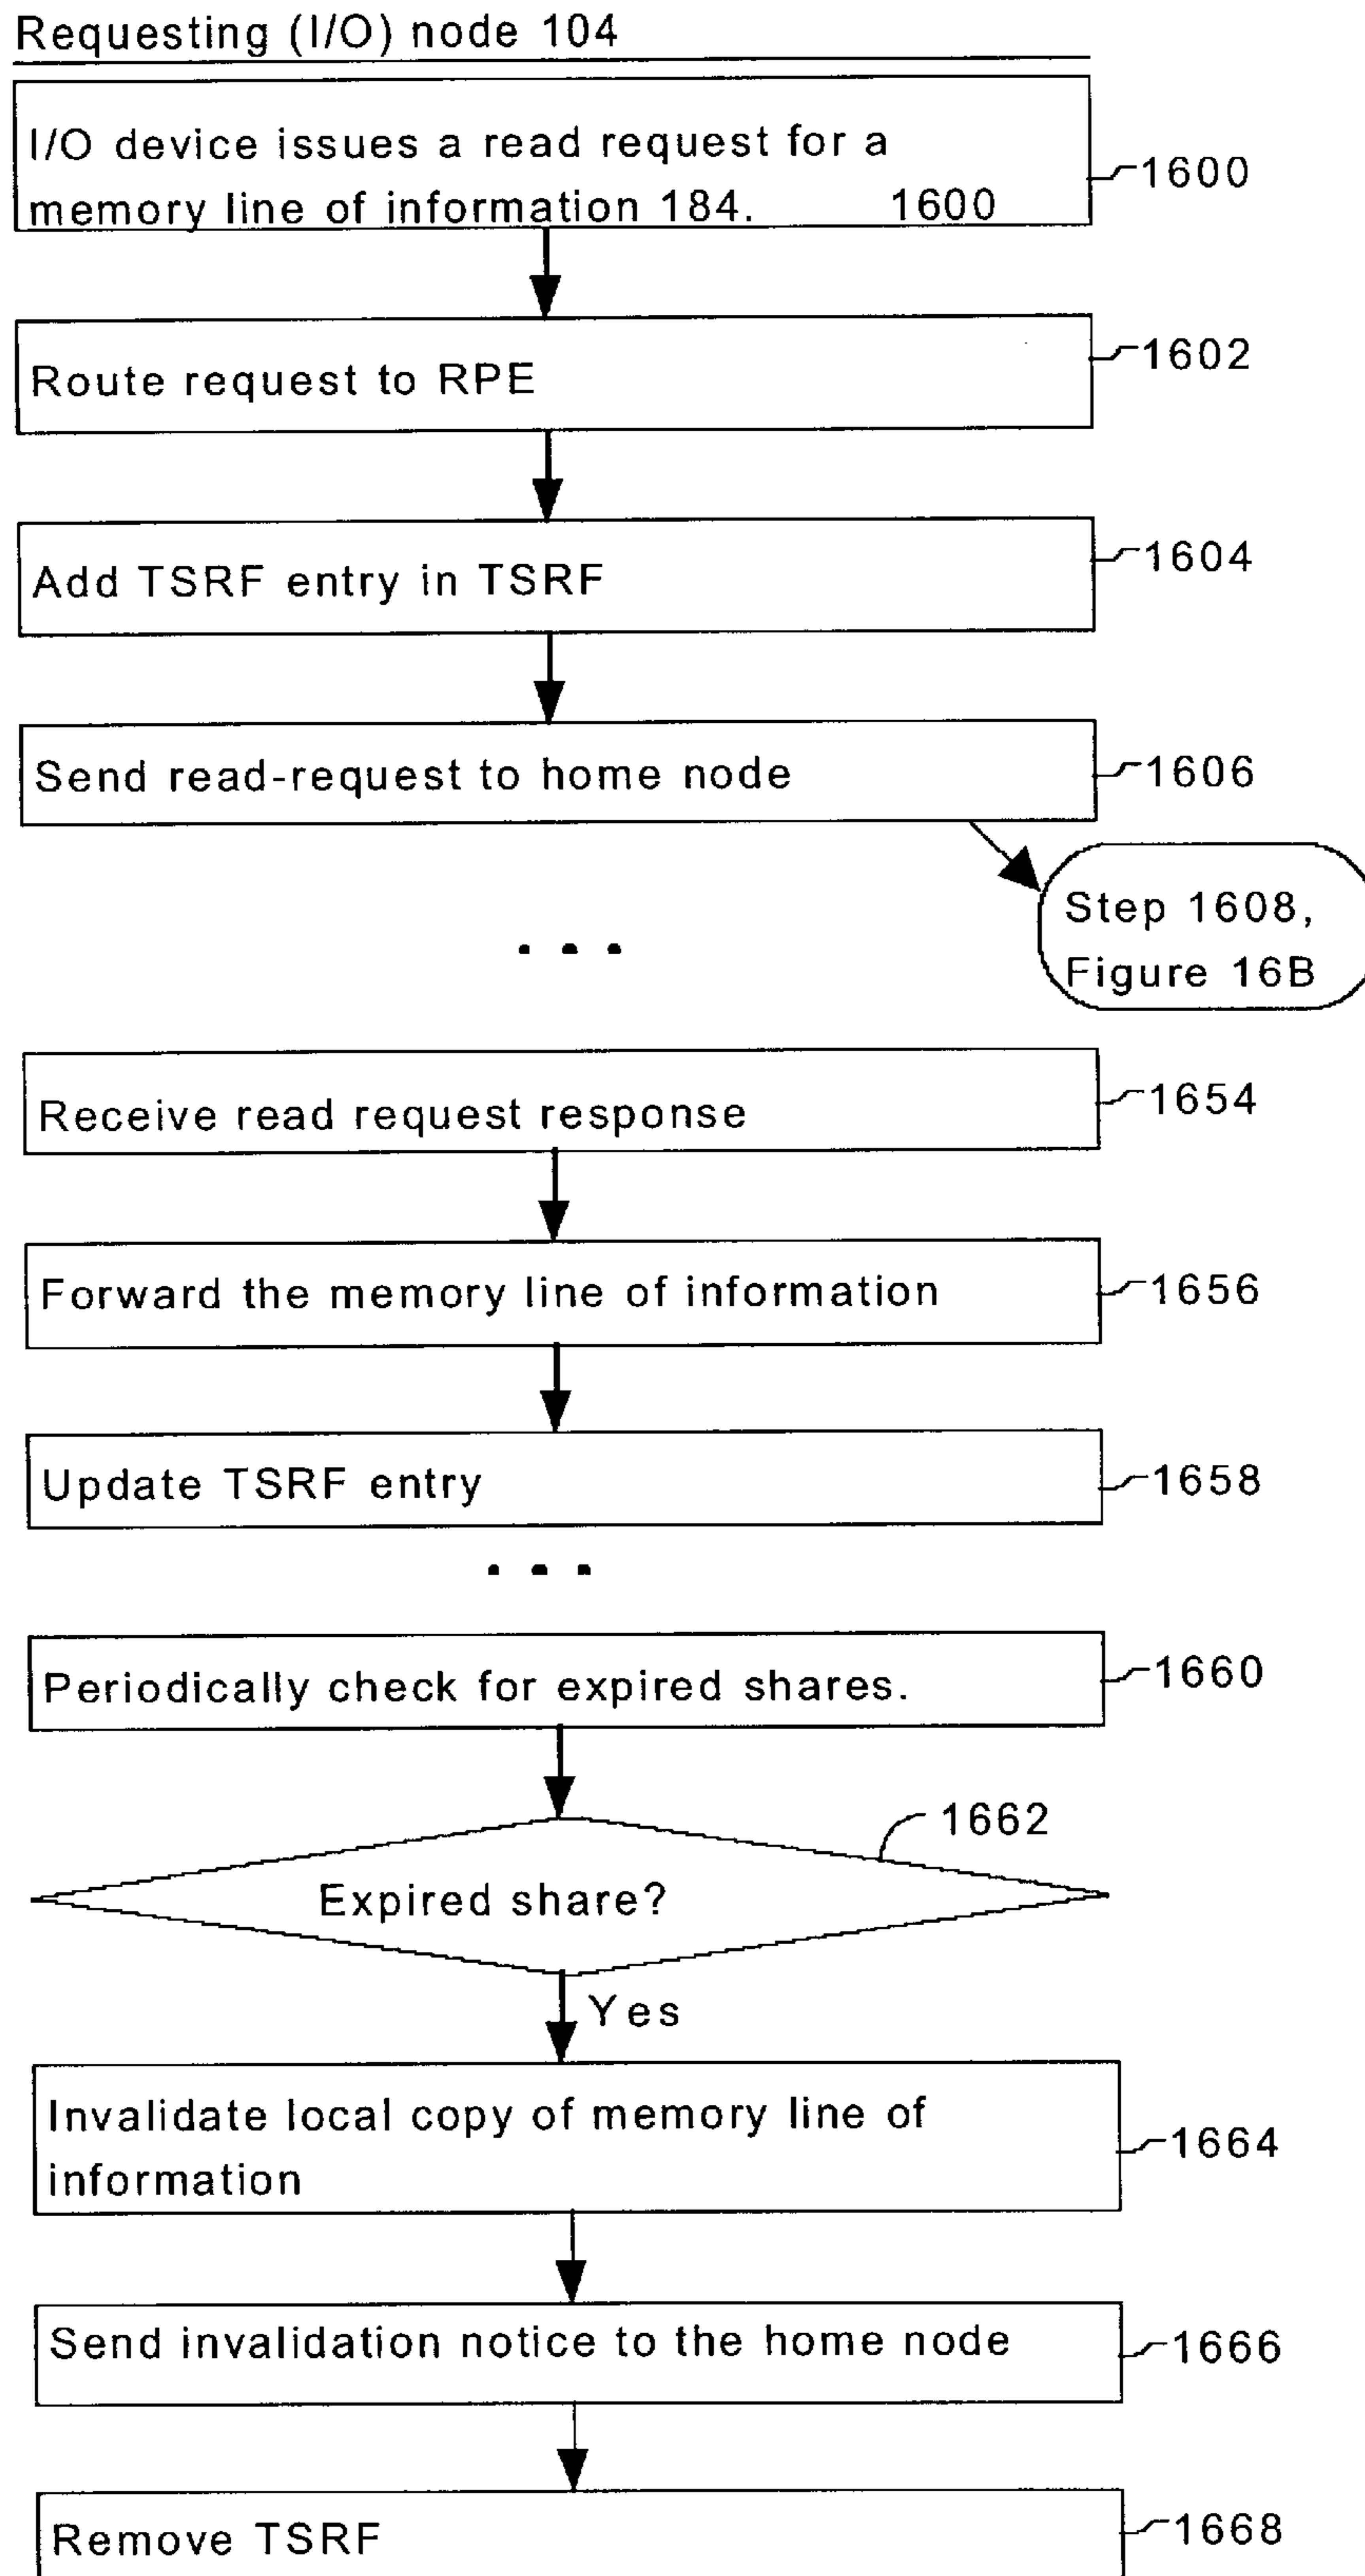 Requesting (I/O) node 104
I/O device issues a read request for a
memory line of information 184. 1600
1600
Route request to RPE
1602
Add TSRF entry in TSRF
1604
Send read-request to home node
1606
Step 1608,
Figure 16B
. . .
Receive read request response
1654
Forward the memory line of information
1656
Update TSRF entry
1658
. . .
Periodically check for expired shares.
1660
1662
Expired share?
Yes
Invalidate local copy of memory line of
information
1664
Send invalidation notice to the home node
1666
Remove TSRF
1668